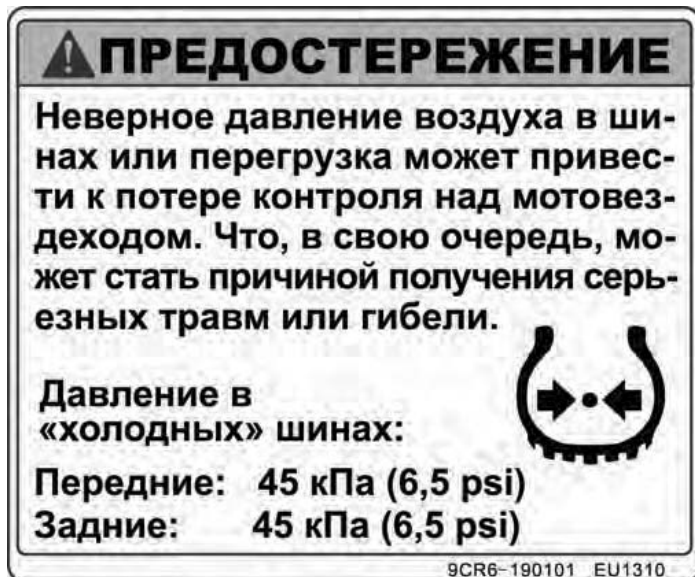 ПРЕДОСТЕРЕЖЕНИЕ
Неверное давление воздуха в ши-
нах или перегрузка может привес-
ти к потере контроля над мотовез-
деходом. Что, в свою очередь, мо-
жет стать причиной получения серь-
езных травм или гибели.
Давление в
«холодных» шинах:
Передние: 45 кПа (6,5 psi)
Задние: 45 кПа (6,5 psi)
9CR6-190101 EU1310